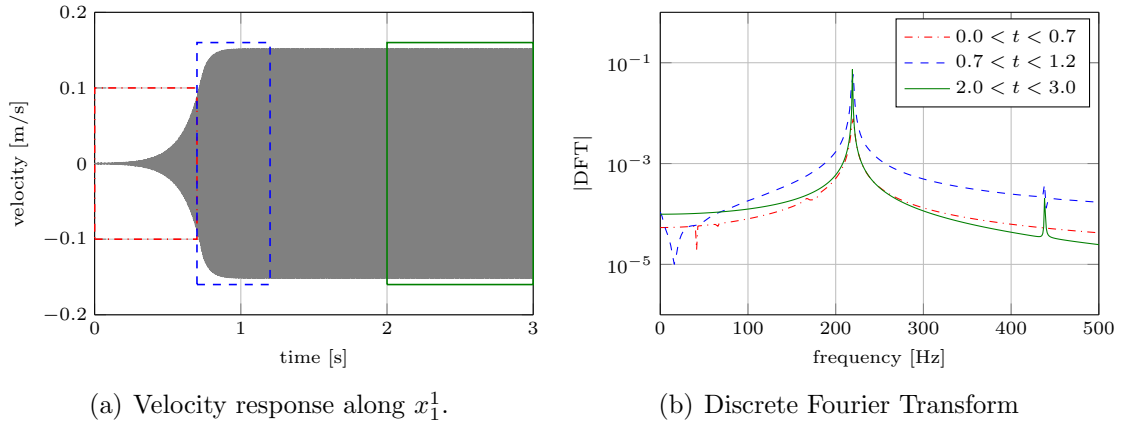 0.2
0.1
0
−0.1
−0.2
velocity [m/s]
0
1
2
3
time [s]
(a) Velocity response along $x_1^1$.
10⁻¹
10⁻³
10⁻⁵
|DFT|
0.0 < t < 0.7
0.7 < t < 1.2
2.0 < t < 3.0
0
100
200
300
400
500
frequency [Hz]
(b) Discrete Fourier Transform